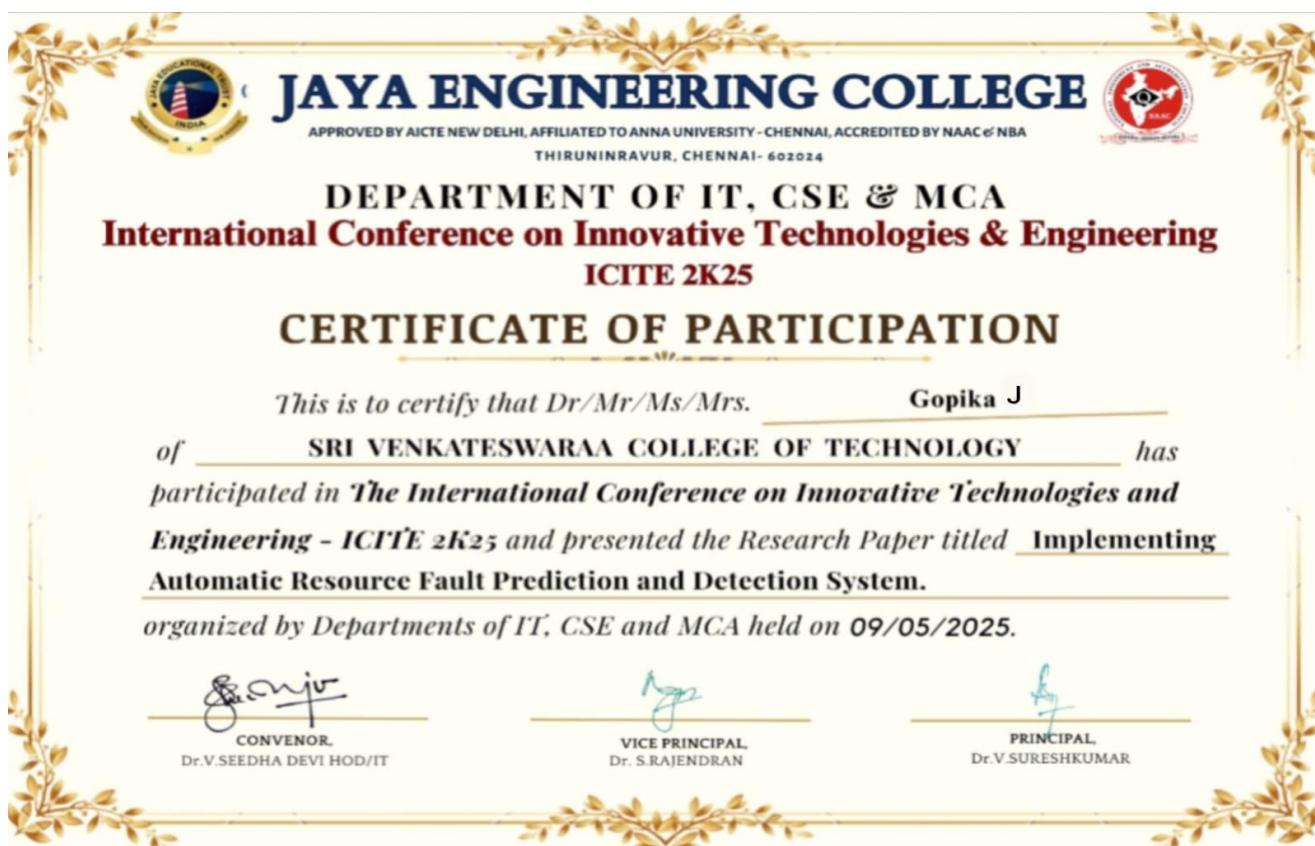 JAYA EDUCATIONAL TRUST
INDIA
JAYA ENGINEERING COLLEGE
NAAC
APPROVED BY AICTE NEW DELHI, AFFILIATED TO ANNA UNIVERSITY - CHENNAI, ACCREDITED BY NAAC & NBA
THIRUNINRAVUR, CHENNAI- 602024
DEPARTMENT OF IT, CSE & MCA
International Conference on Innovative Technologies & Engineering
ICITE 2K25
CERTIFICATE OF PARTICIPATION
This is to certify that Dr/Mr/Ms/Mrs. Gopika J
of SRI VENKATESWARAA COLLEGE OF TECHNOLOGY has
participated in The International Conference on Innovative Technologies and
Engineering - ICITE 2K25 and presented the Research Paper titled Implementing
Automatic Resource Fault Prediction and Detection System.
organized by Departments of IT, CSE and MCA held on 09/05/2025.
CONVENOR,
Dr.V.SEEDHA DEVI HOD/IT
VICE PRINCIPAL,
Dr. S.RAJENDRAN
PRINCIPAL,
Dr.V.SURESHKUMAR